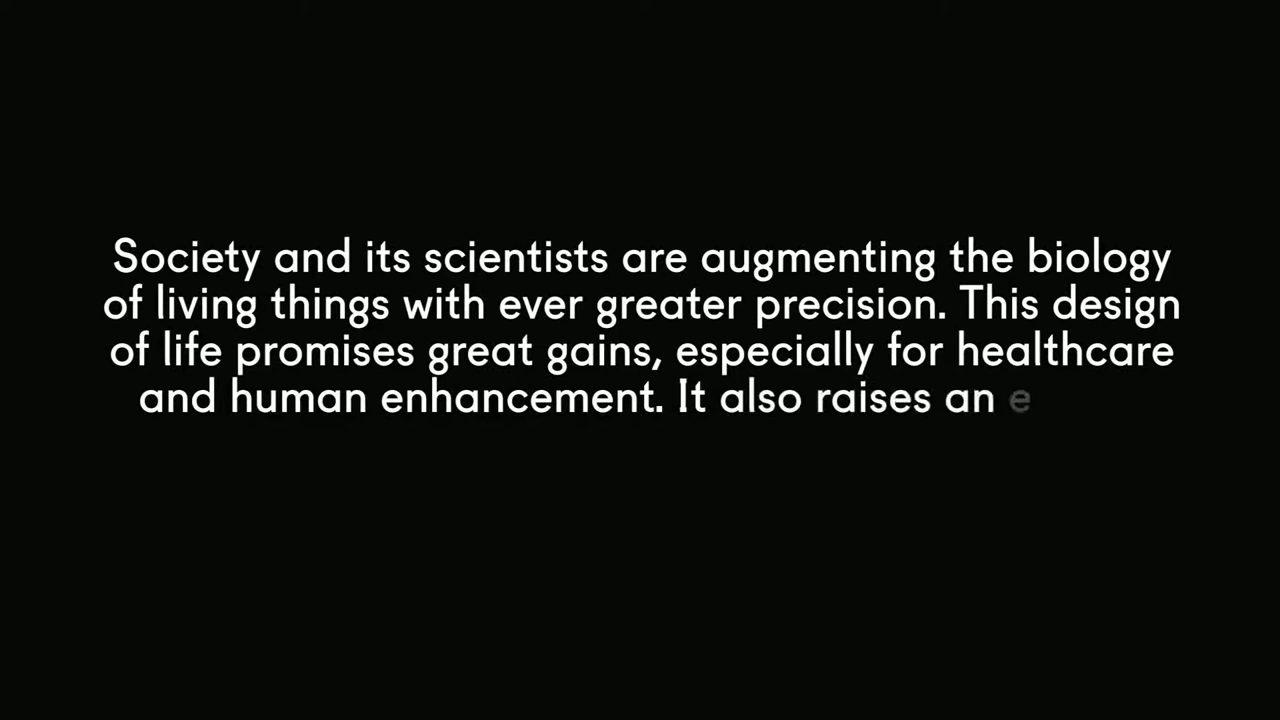 Society and its scientists are augmenting the biology
of living things with ever greater precision. This design
of life promises great gains, especially for healthcare
and human enhancement. It also raises an e